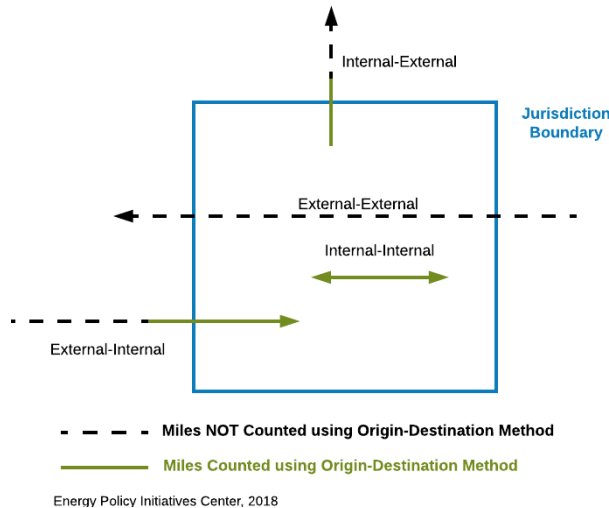 Internal-External
Jurisdiction
Boundary
External-External
Internal-Internal
External-Internal
Miles NOT Counted using Origin-Destination Method
Miles Counted using Origin-Destination Method
Energy Policy Initiatives Center, 2018